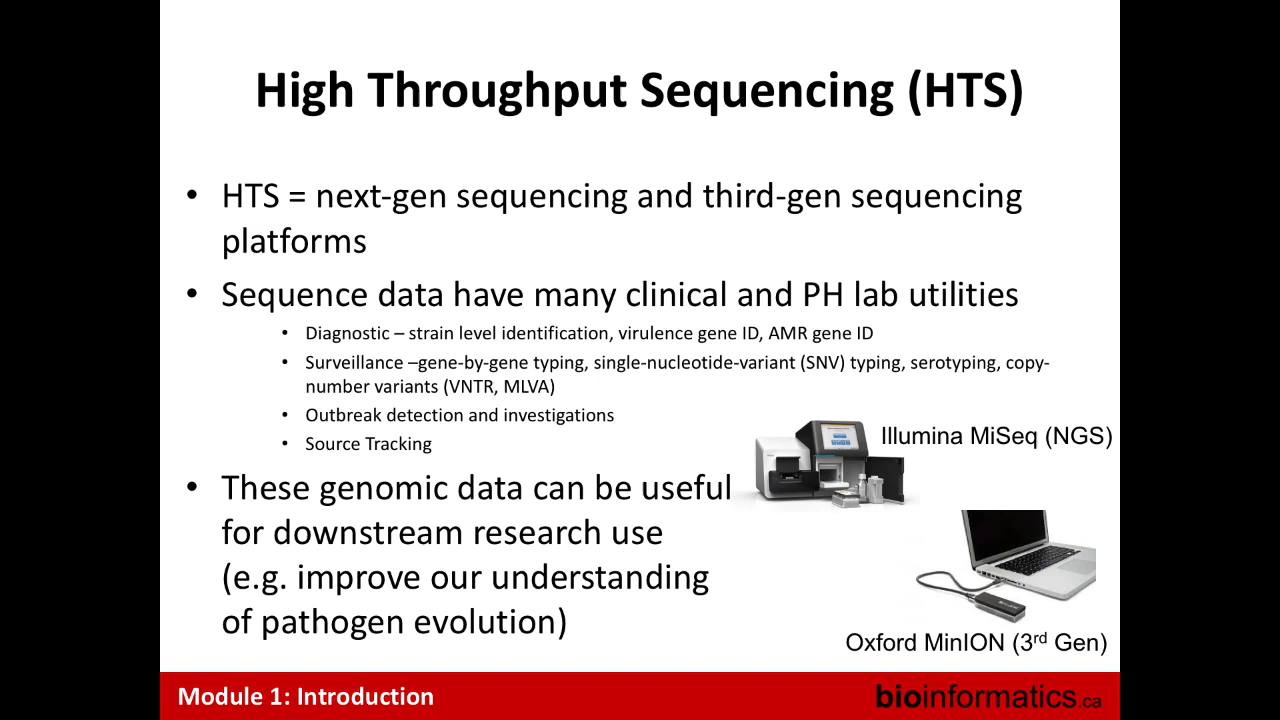 High Throughput Sequencing (HTS)
• HTS = next-gen sequencing and third-gen sequencing
platforms
• Sequence data have many clinical and PH lab utilities
• Diagnostic – strain level identification, virulence gene ID, AMR gene ID
• Surveillance –gene-by-gene typing, single-nucleotide-variant (SNV) typing, serotyping, copy-
number variants (VNTR, MLVA)
• Outbreak detection and investigations
• Source Tracking
Illumina MiSeq (NGS)
• These genomic data can be useful
for downstream research use
(e.g. improve our understanding
of pathogen evolution)
Oxford MinION (3rd Gen)
Module 1: Introduction
bioinformatics.ca